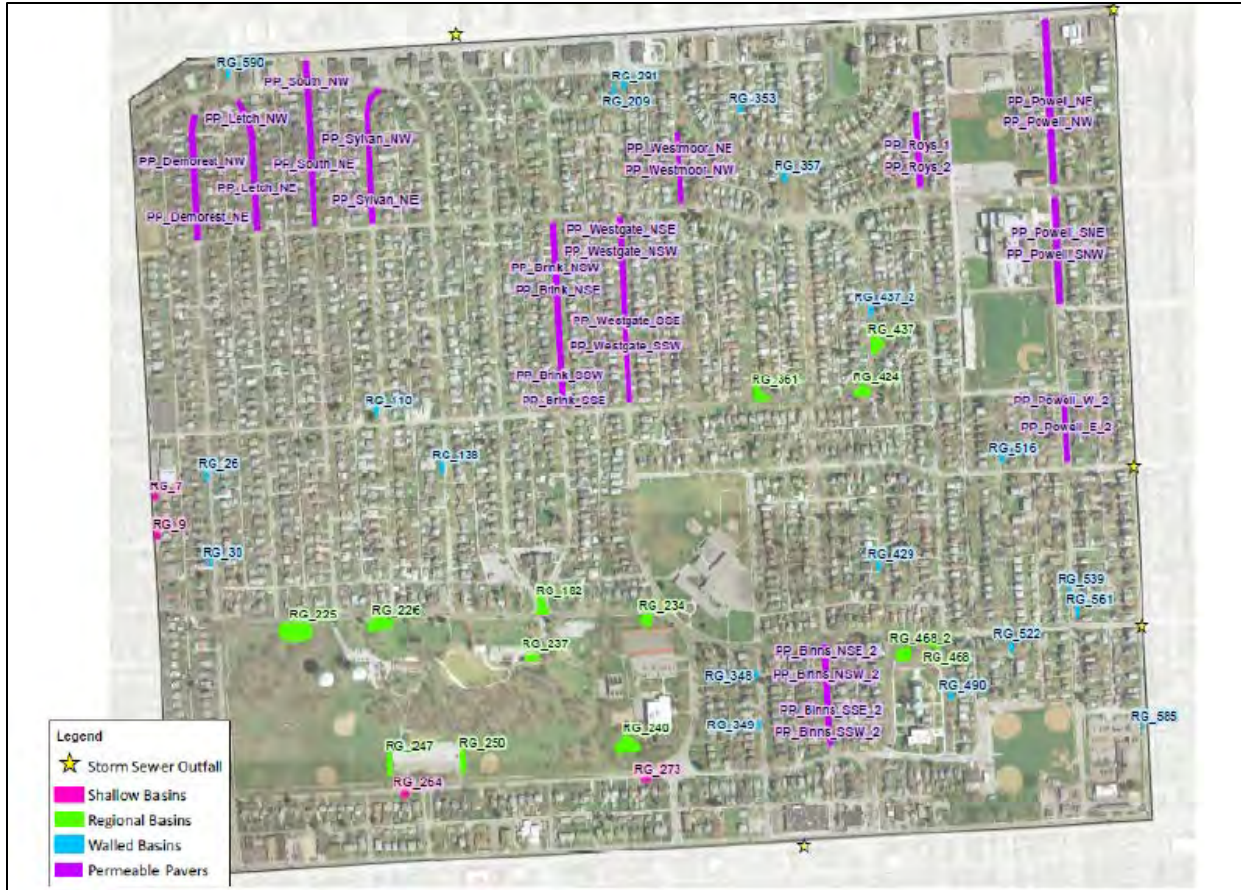 RG_590
PP_South_NW
RG_291
PP_Letch_NW
RG_209
RG_353
PP_Powell_NE
PP_Powell_NW
PP_Sylvan_NW
PP_Westmoor_NE
PP_Westmoor_NW
PP_Roys_1
PP_Roys_2
PP_Demorest_NW
PP_South_NE
RG_357
PP_Letch_NE
PP_Sylvan_NE
PP_Demorest_NE
PP_Westgate_NSE
PP_Westgate_NSW
PP_Powell_SNE
PP_Powell_SNW
PP_Brink_NSW
PP_Brink_NSE
RG_437_2
PP_Westgate_SSE
PP_Westgate_SSW
RG_437
PP_Brink_SSW
PP_Brink_SSE
RG_361
RG_424
RG_110
PP_Powell_W_2
PP_Powell_E_2
RG_138
RG_516
RG_26
RG_7
RG_9
RG_30
RG_429
RG_182
RG_234
RG_539
RG_561
RG_225
RG_226
RG_237
RG_522
RG_468_2
RG_468
PP_Binns_NSE_2
PP_Binns_NSW_2
RG_348
RG_490
PP_Binns_SSE_2
PP_Binns_SSW_2
RG_349
RG_585
RG_240
RG_247
RG_250
RG_264
RG_273
Legend
Storm Sewer Outfall
Shallow Basins
Regional Basins
Walled Basins
Permeable Pavers